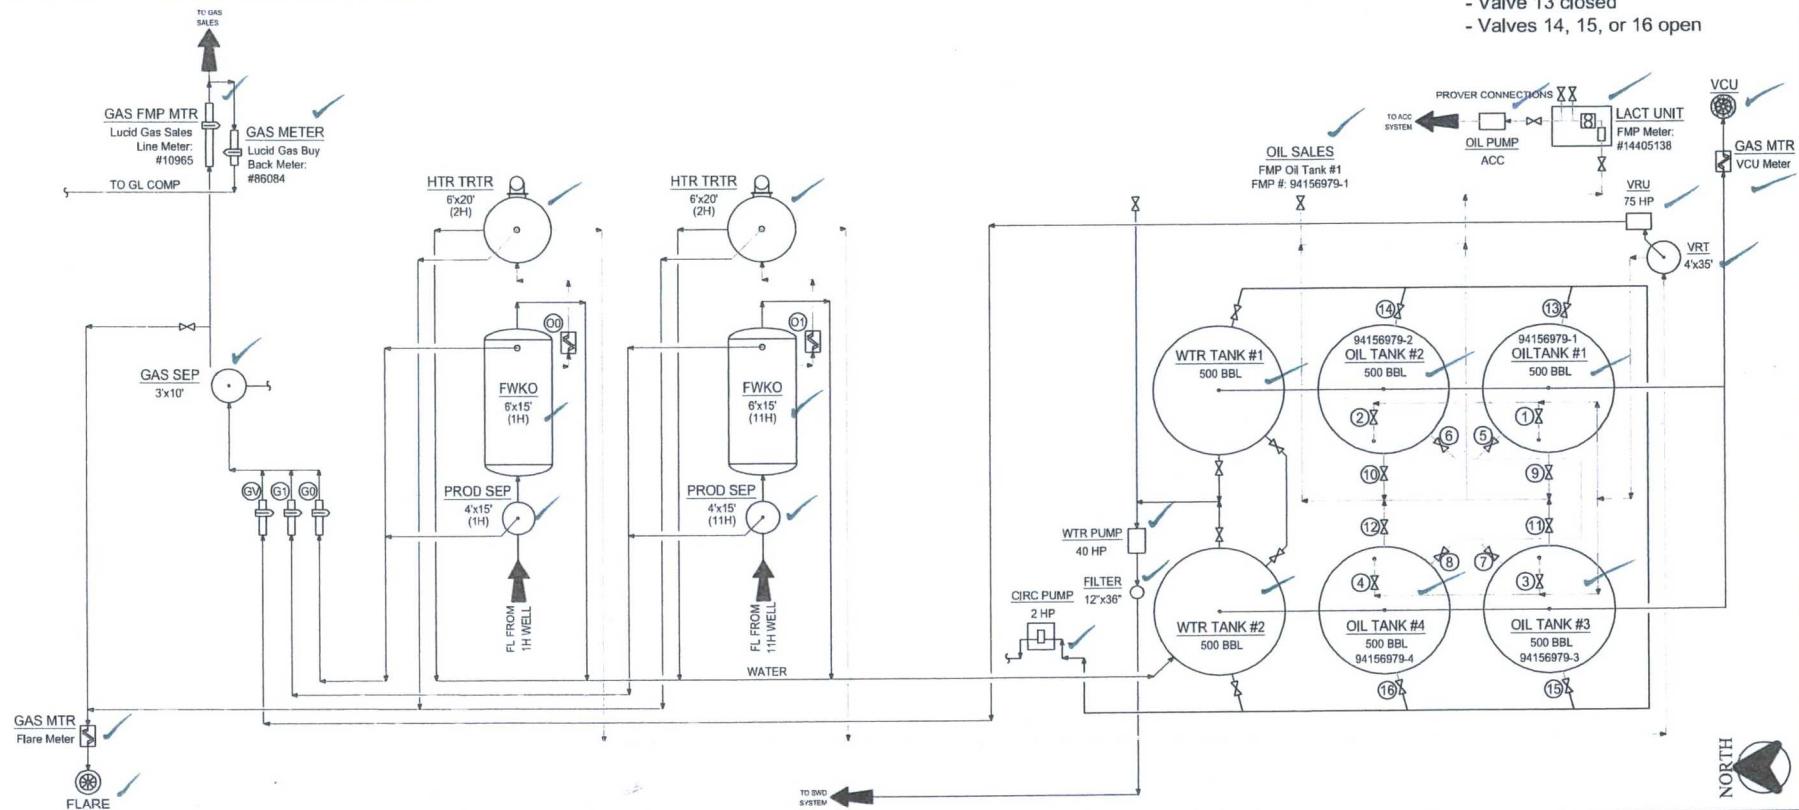 - Valve 13 closed
- Valves 14, 15, or 16 open
TO GAS
SALES
GAS FMP MTR
Lucid Gas Sales
Line Meter:
#10965
GAS METER
Lucid Gas Buy
Back Meter:
#86084
TO GL COMP
HTR TRTR
6'x20'
(2H)
HTR TRTR
6'x20'
(2H)
OIL SALES
FMP Oil Tank #1
FMP #: 94156979-1
PROVER CONNECTIONS
TO ACC
SYSTEM
OIL PUMP
ACC
LACT UNIT
FMP Meter:
#14405138
VCU
GAS MTR
VCU Meter
VRU
75 HP
VRT
4'x35'
GAS SEP
3'x10'
O0
O1
FWKO
6'x15'
(1H)
FWKO
6'x15'
(11H)
GV
G1
G0
PROD SEP
4'x15'
(1H)
PROD SEP
4'x15'
(11H)
FL FROM
1H WELL
FL FROM
11H WELL
WTR TANK #1
500 BBL
14
94156979-2
OIL TANK #2
500 BBL
13
94156979-1
OILTANK #1
500 BBL
2
6
5
1
10
9
12
11
8
7
4
3
WTR PUMP
40 HP
FILTER
12"x36"
CIRC PUMP
2 HP
WTR TANK #2
500 BBL
OIL TANK #4
500 BBL
94156979-4
OIL TANK #3
500 BBL
94156979-3
16
15
WATER
GAS MTR
Flare Meter
FLARE
TO SWD
SYSTEM
NORTH